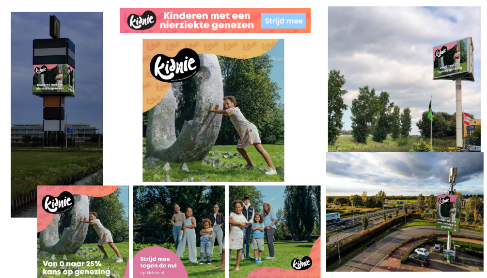 Kidnie
Kinderen met een
nierziekte genezen
Strijd mee
Kidnie
Kidnie
Kidnie
Van 0 naar 25%
kans op genezing
Strijd mee
tegen de nul
Kidnie